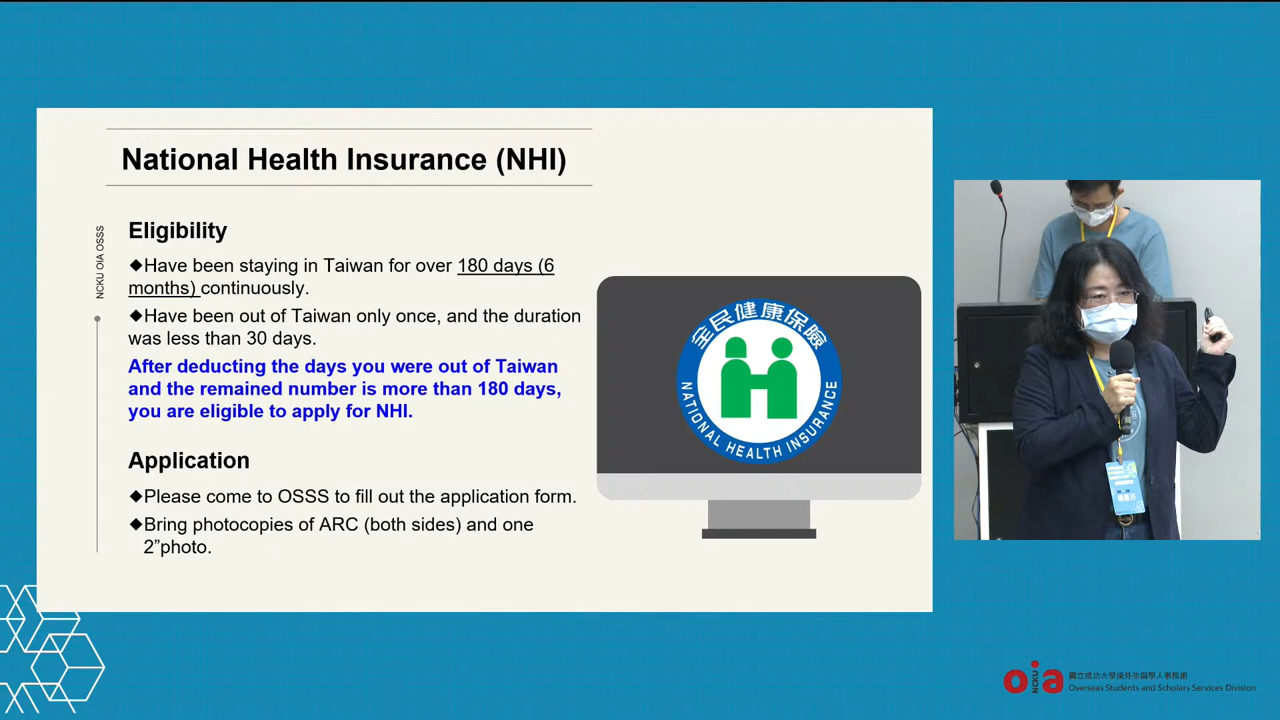 National Health Insurance (NHI)
NCKU OIA OSSS
Eligibility
◆Have been staying in Taiwan for over 180 days (6
months) continuously.
◆Have been out of Taiwan only once, and the duration
was less than 30 days.
After deducting the days you were out of Taiwan
and the remained number is more than 180 days,
you are eligible to apply for NHI.
Application
◆Please come to OSSS to fill out the application form.
◆Bring photocopies of ARC (both sides) and one
2”photo.
全民健康保險
NATIONAL HEALTH INSURANCE
oia
NCKU
國立成功大學境外生與學人事務組
Overseas Students and Scholars Services Division